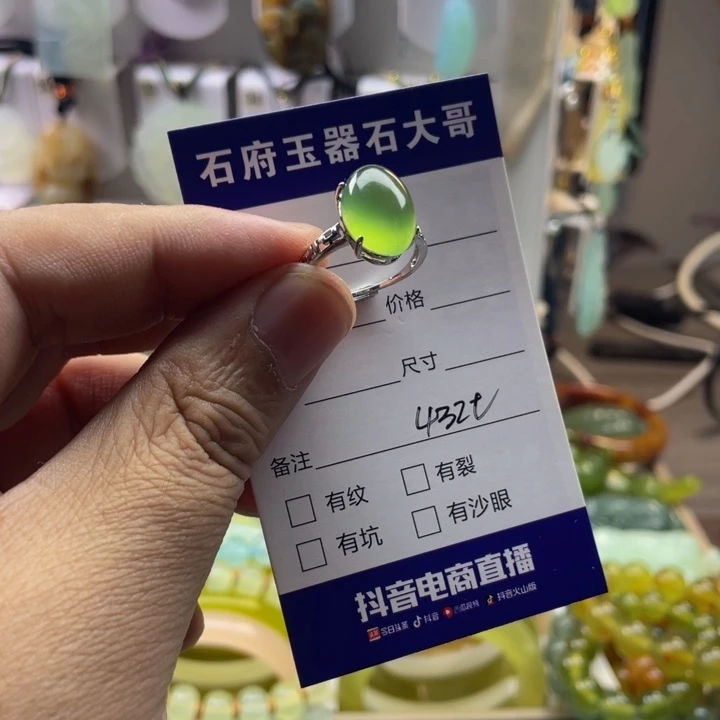 石府玉器石大哥
价格
尺寸
432t
备注
有纹 有裂
有坑 有沙眼
抖音电商直播
今日头条 抖音 西瓜视频 抖音火山版